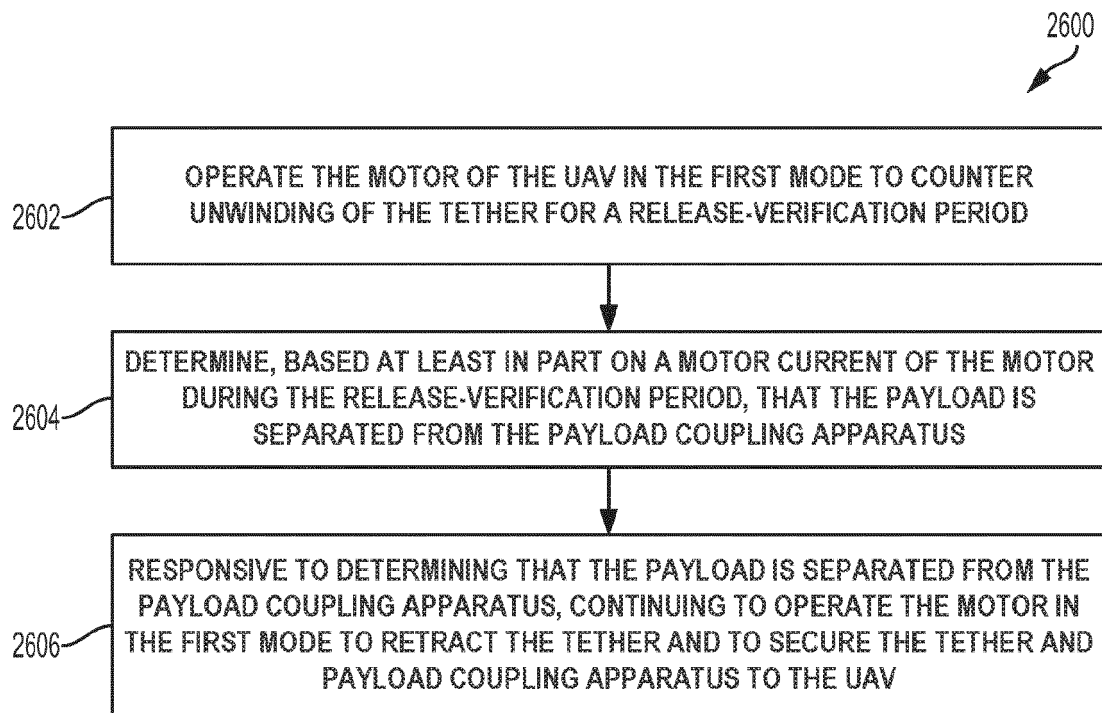 2600
2602
OPERATE THE MOTOR OF THE UAV IN THE FIRST MODE TO COUNTER
UNWINDING OF THE TETHER FOR A RELEASE-VERIFICATION PERIOD
2604
DETERMINE, BASED AT LEAST IN PART ON A MOTOR CURRENT OF THE MOTOR
DURING THE RELEASE-VERIFICATION PERIOD, THAT THE PAYLOAD IS
SEPARATED FROM THE PAYLOAD COUPLING APPARATUS
2606
RESPONSIVE TO DETERMINING THAT THE PAYLOAD IS SEPARATED FROM THE
PAYLOAD COUPLING APPARATUS, CONTINUING TO OPERATE THE MOTOR IN
THE FIRST MODE TO RETRACT THE TETHER AND TO SECURE THE TETHER AND
PAYLOAD COUPLING APPARATUS TO THE UAV